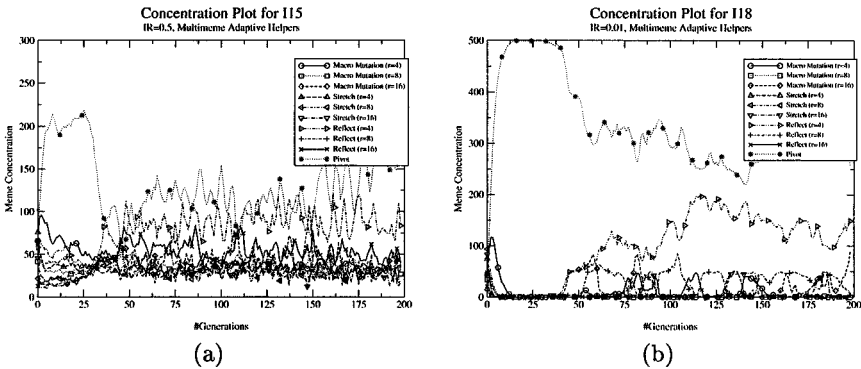 Concentration Plot for I15
IR=0.5, Multimeme Adaptive Helpers
300
250
200
150
100
50
0
Meme Concentration
Macro Mutation (r=4)
Macro Mutation (r=8)
Macro Mutation (r=16)
Stretch (r=4)
Stretch (r=8)
Stretch (r=16)
Reflect (r=4)
Reflect (r=8)
Reflect (r=16)
Pivot
0 25 50 75 100 125 150 175 200
#Generations
(a)
Concentration Plot for I18
IR=0.01, Multimeme Adaptive Helpers
500
400
300
200
100
0
Meme Concentration
Macro Mutation (r=4)
Macro Mutation (r=8)
Macro Mutation (r=16)
Stretch (r=4)
Stretch (r=8)
Stretch (r=16)
Reflect (r=4)
Reflect (r=8)
Reflect (r=16)
Pivot
0 25 50 75 100 125 150 175 200
#Generations
(b)